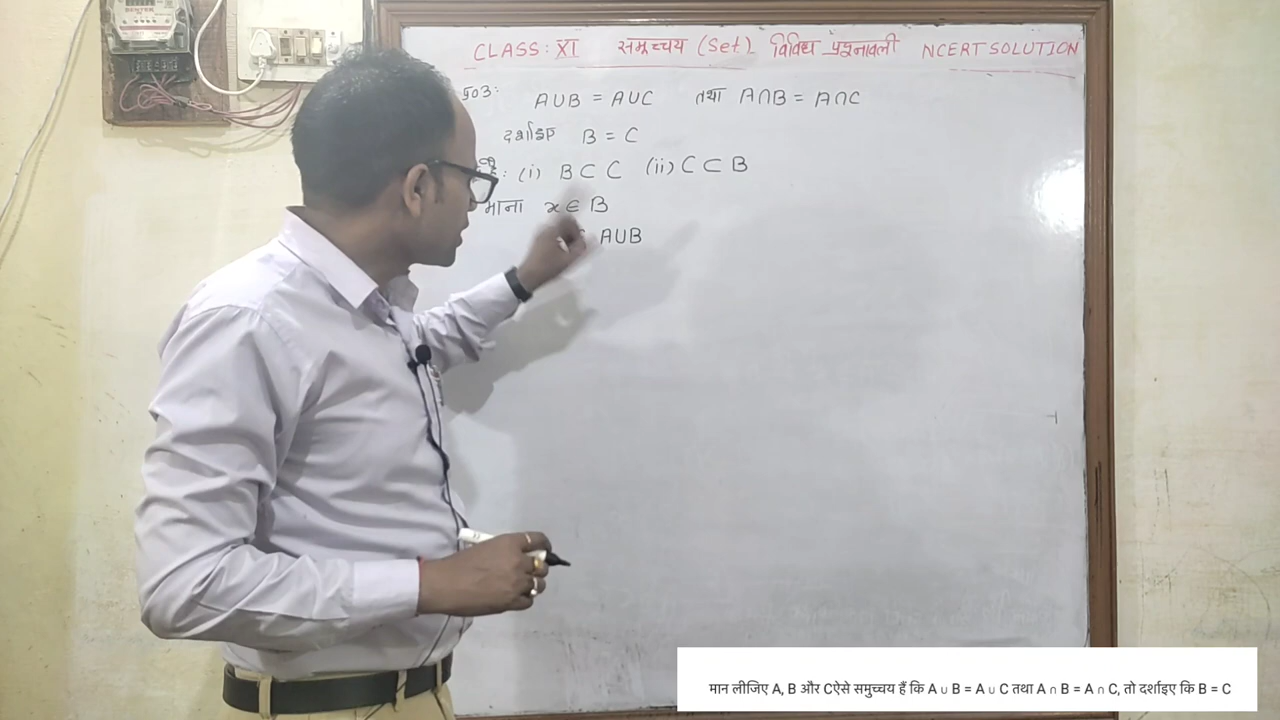 CLASS: XI समुच्चय (Set) विविध प्रश्नावली NCERT SOLUTION
प्र03: A∪B = A∪C तथा A∩B = A∩C
दर्शाइए B = C
(i) B ⊂ C (ii) C ⊂ B
माना x ∈ B
A∪B
मान लीजिए A, B और Cऐसे समुच्चय हैं कि A ∪ B = A ∪ C तथा A ∩ B = A ∩ C, तो दर्शाइए कि B = C